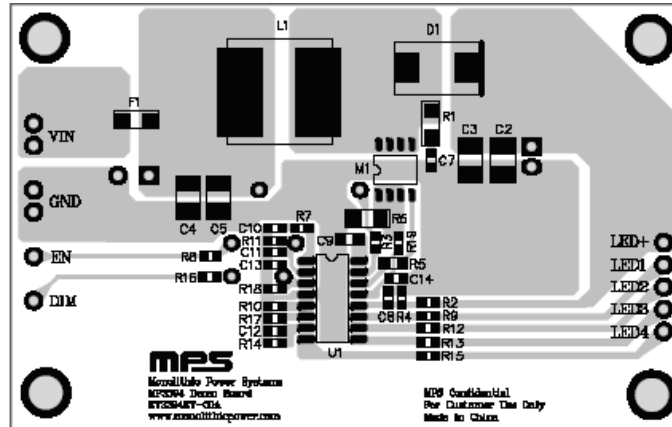 L1
D1
F1
R1
VIN
C3 C2
C7
M1
GND
C4 C5
R6
C10 R7
R11 C9 R3
LED+
EN R8 C11
C13 R5 LED1
R16 C14
R18 LED2
DIM C8 R4 R2
R10 R9 LED3
R17 R12
C12 R13 LED4
R14 U1 R15
MPS
Monolithic Power Systems
MP3394 Demo Board
www.monolithicpower.com
MPS Confidential
For Customer Use Only
Made in China